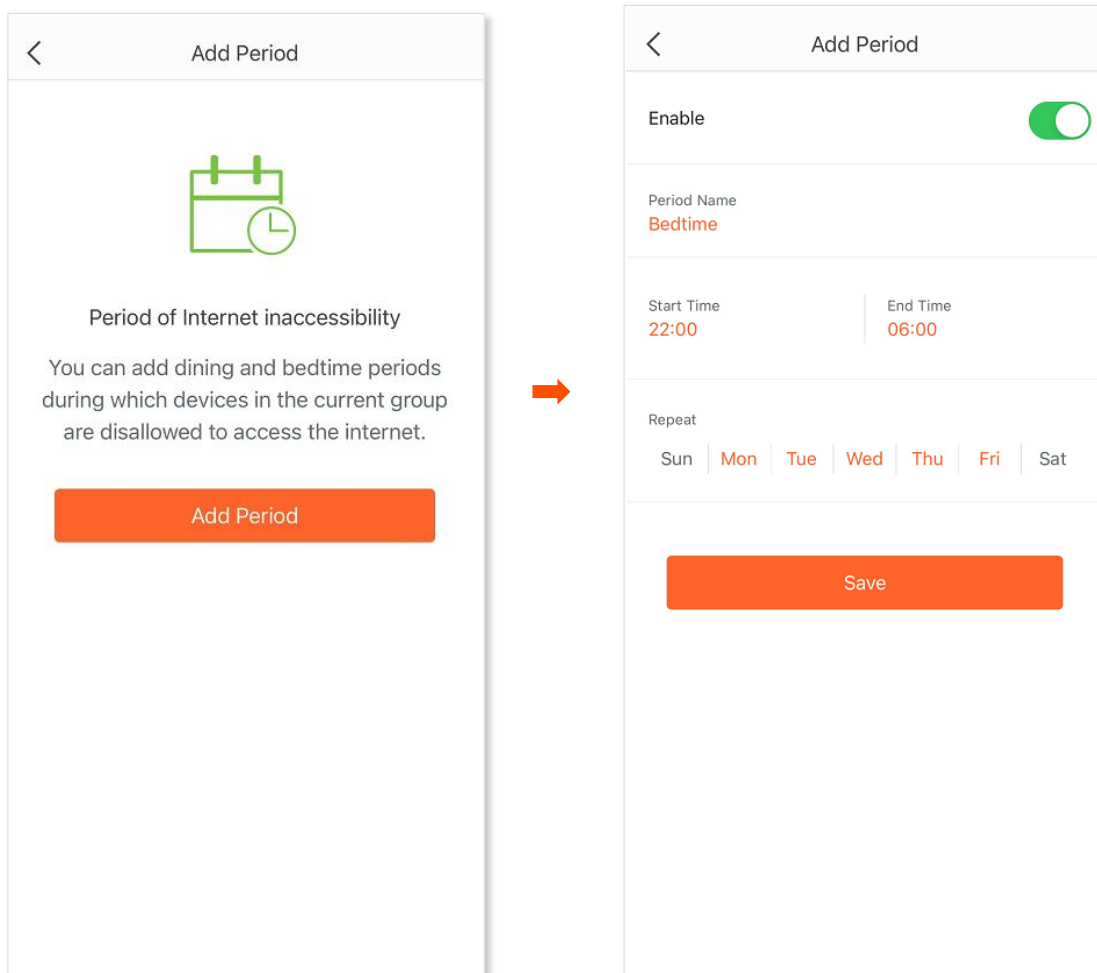 Add Period
Period of Internet inaccessibility
You can add dining and bedtime periods
during which devices in the current group
are disallowed to access the internet.
Add Period
Add Period
Enable
Period Name
Bedtime
Start Time
End Time
22:00
06:00
Repeat
Sun Mon Tue Wed Thu Fri Sat
Save